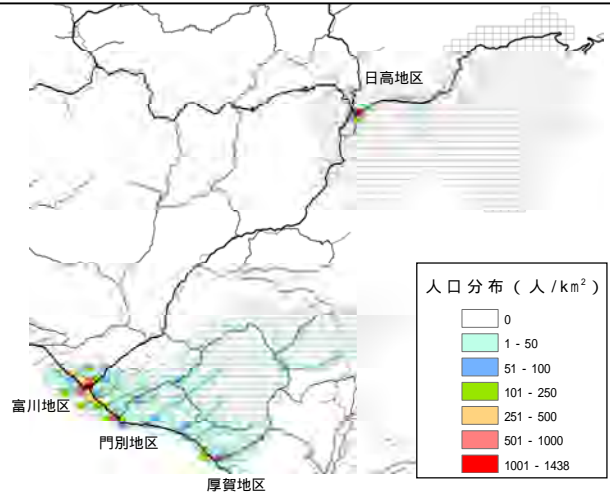 日高地区
人口分布（人/km²）
0
1 - 50
51 - 100
101 - 250
251 - 500
501 - 1000
1001 - 1438
富川地区
門別地区
厚賀地区